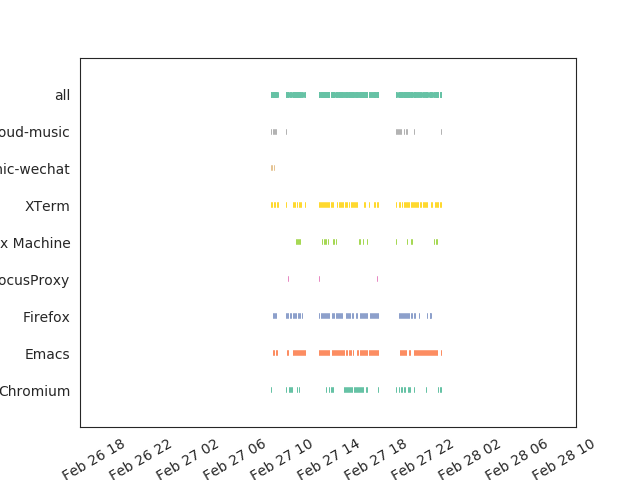 all
oud-music
nic-wechat
XTerm
x Machine
ocusProxy
Firefox
Emacs
Chromium
Feb 26 18
Feb 26 22
Feb 27 02
Feb 27 06
Feb 27 10
Feb 27 14
Feb 27 18
Feb 27 22
Feb 28 02
Feb 28 06
Feb 28 10